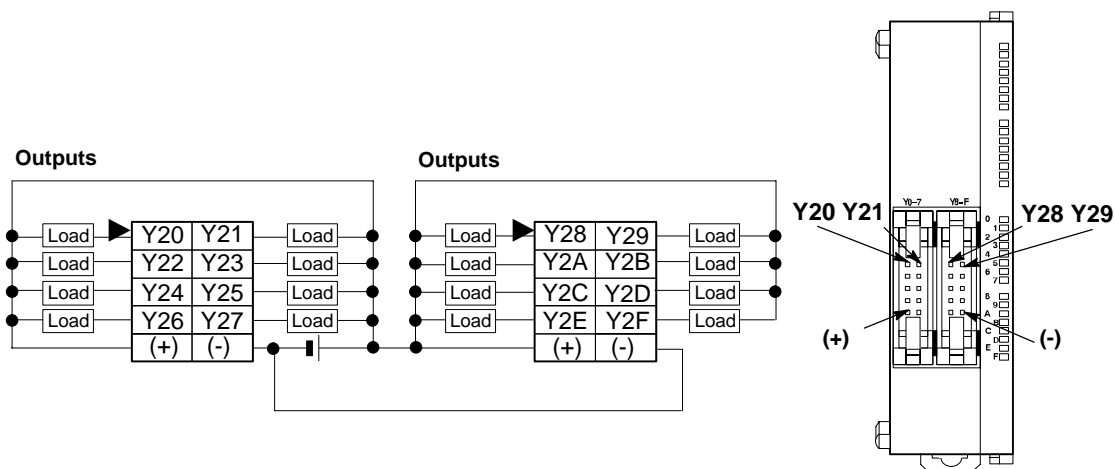 Outputs
Load Y20 Y21 Load
Load Y22 Y23 Load
Load Y24 Y25 Load
Load Y26 Y27 Load
(+) (-)
Outputs
Load Y28 Y29 Load
Load Y2A Y2B Load
Load Y2C Y2D Load
Load Y2E Y2F Load
(+) (-)
Y0-7 Y8-F
Y20 Y21
Y28 Y29
0
1
2
3
4
5
6
7
8
9
A
B
C
D
E
F
(+)
(-)